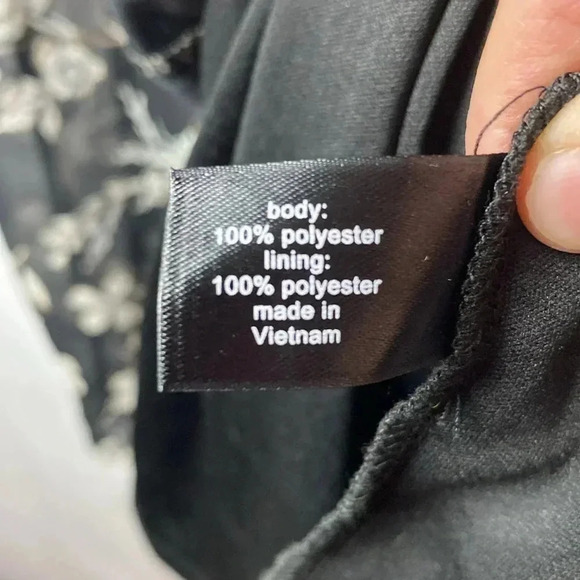 body:
100% polyester
lining:
100% polyester
made in
Vietnam